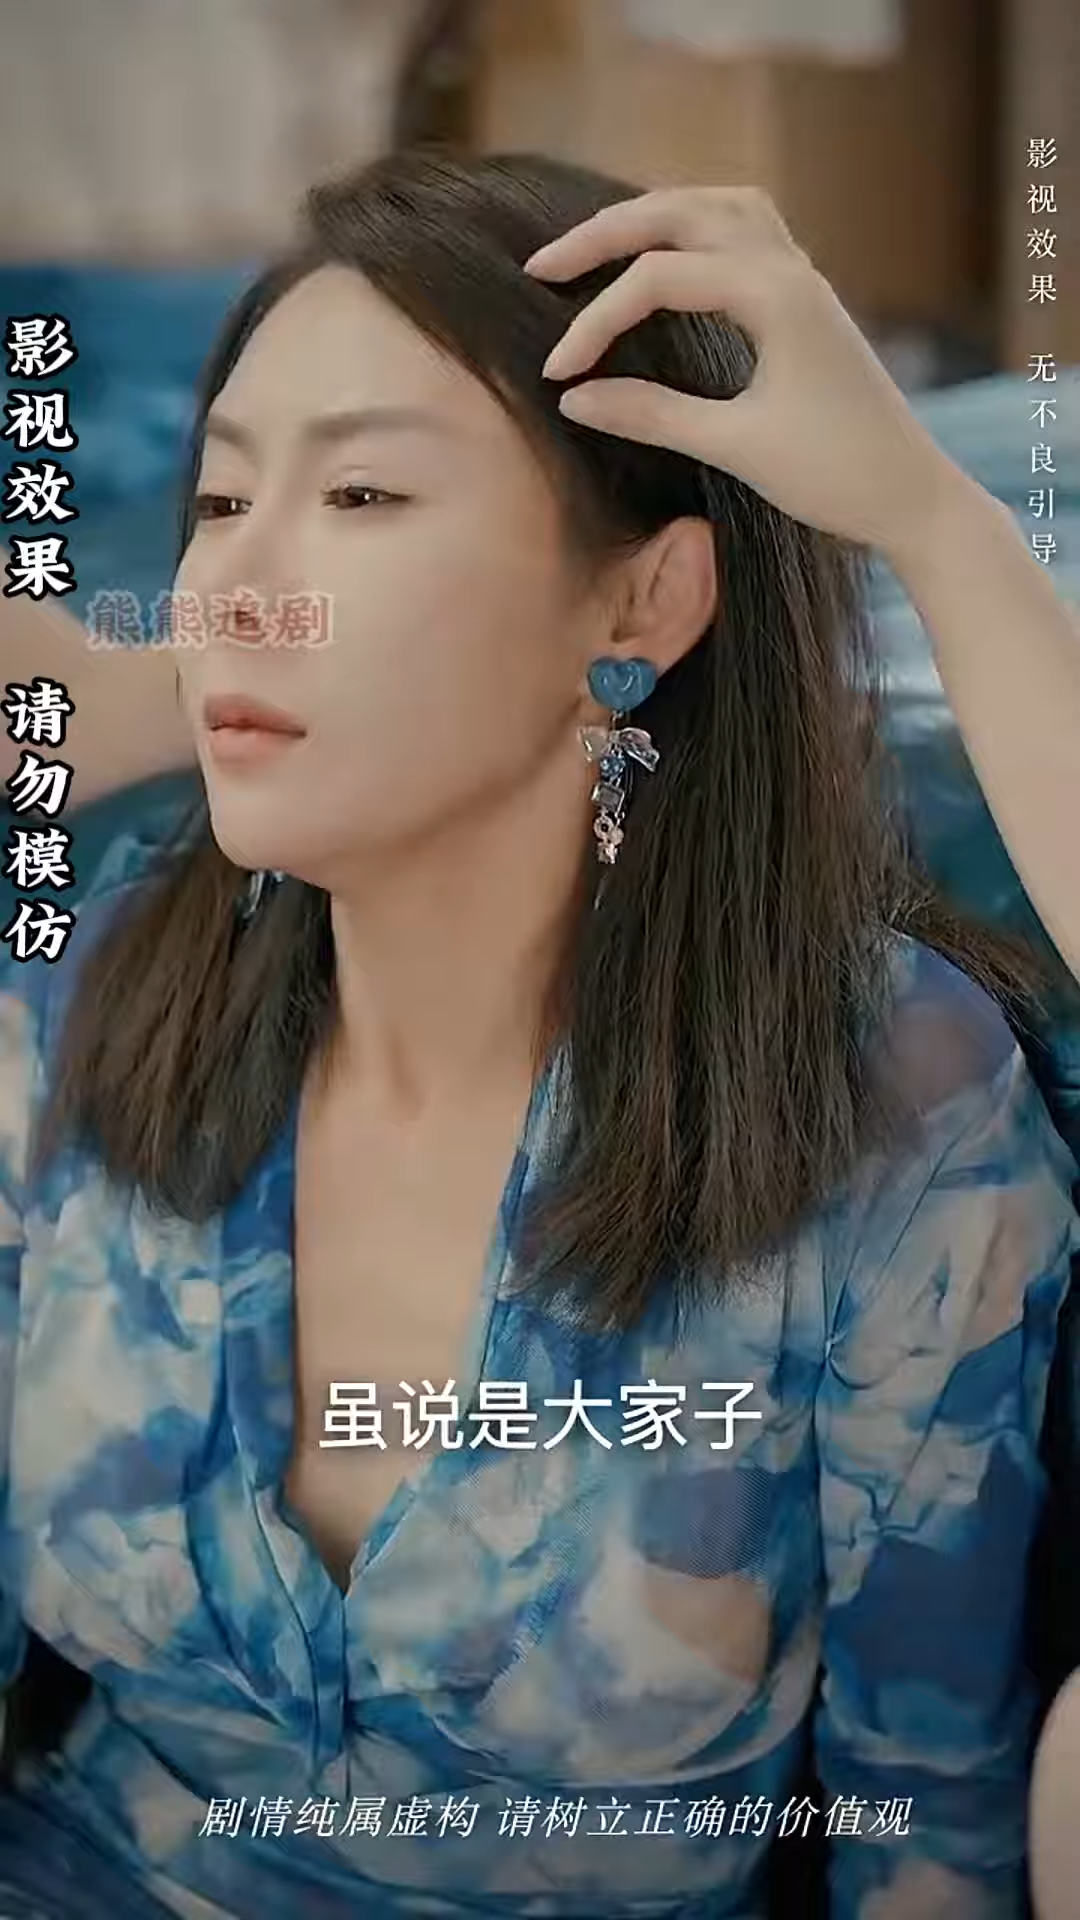 影视效果 无不良引导
影视效果 请勿模仿
熊熊追剧
虽说是大家子
剧情纯属虚构 请树立正确的价值观